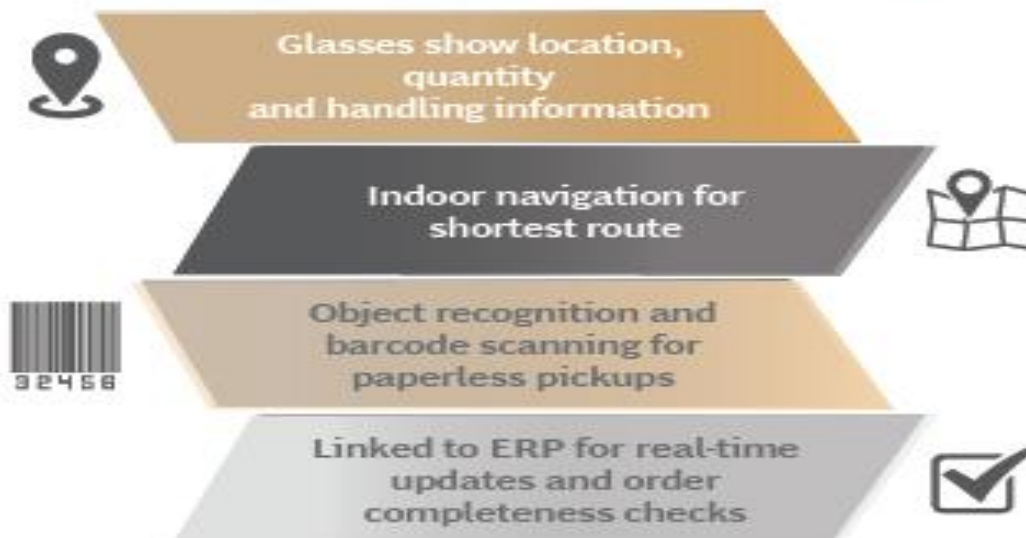 Glasses show location,
quantity
and handling information
Indoor navigation for
shortest route
Object recognition and
barcode scanning for
paperless pickups
32458
Linked to ERP for real-time
updates and order
completeness checks